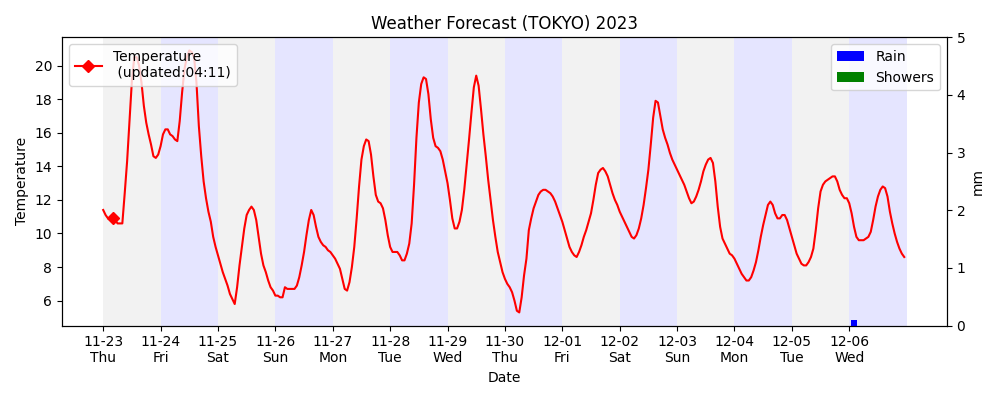 Weather Forecast (TOKYO) 2023
Temperature
(updated:04:11)
Rain
Showers
20
18
16
14
12
10
8
6
Temperature
5
4
3
2
1
0
mm
11-23 11-24 11-25 11-26 11-27 11-28 11-29 11-30 12-01 12-02 12-03 12-04 12-05 12-06
Thu Fri Sat Sun Mon Tue Wed Thu Fri Sat Sun Mon Tue Wed
Date